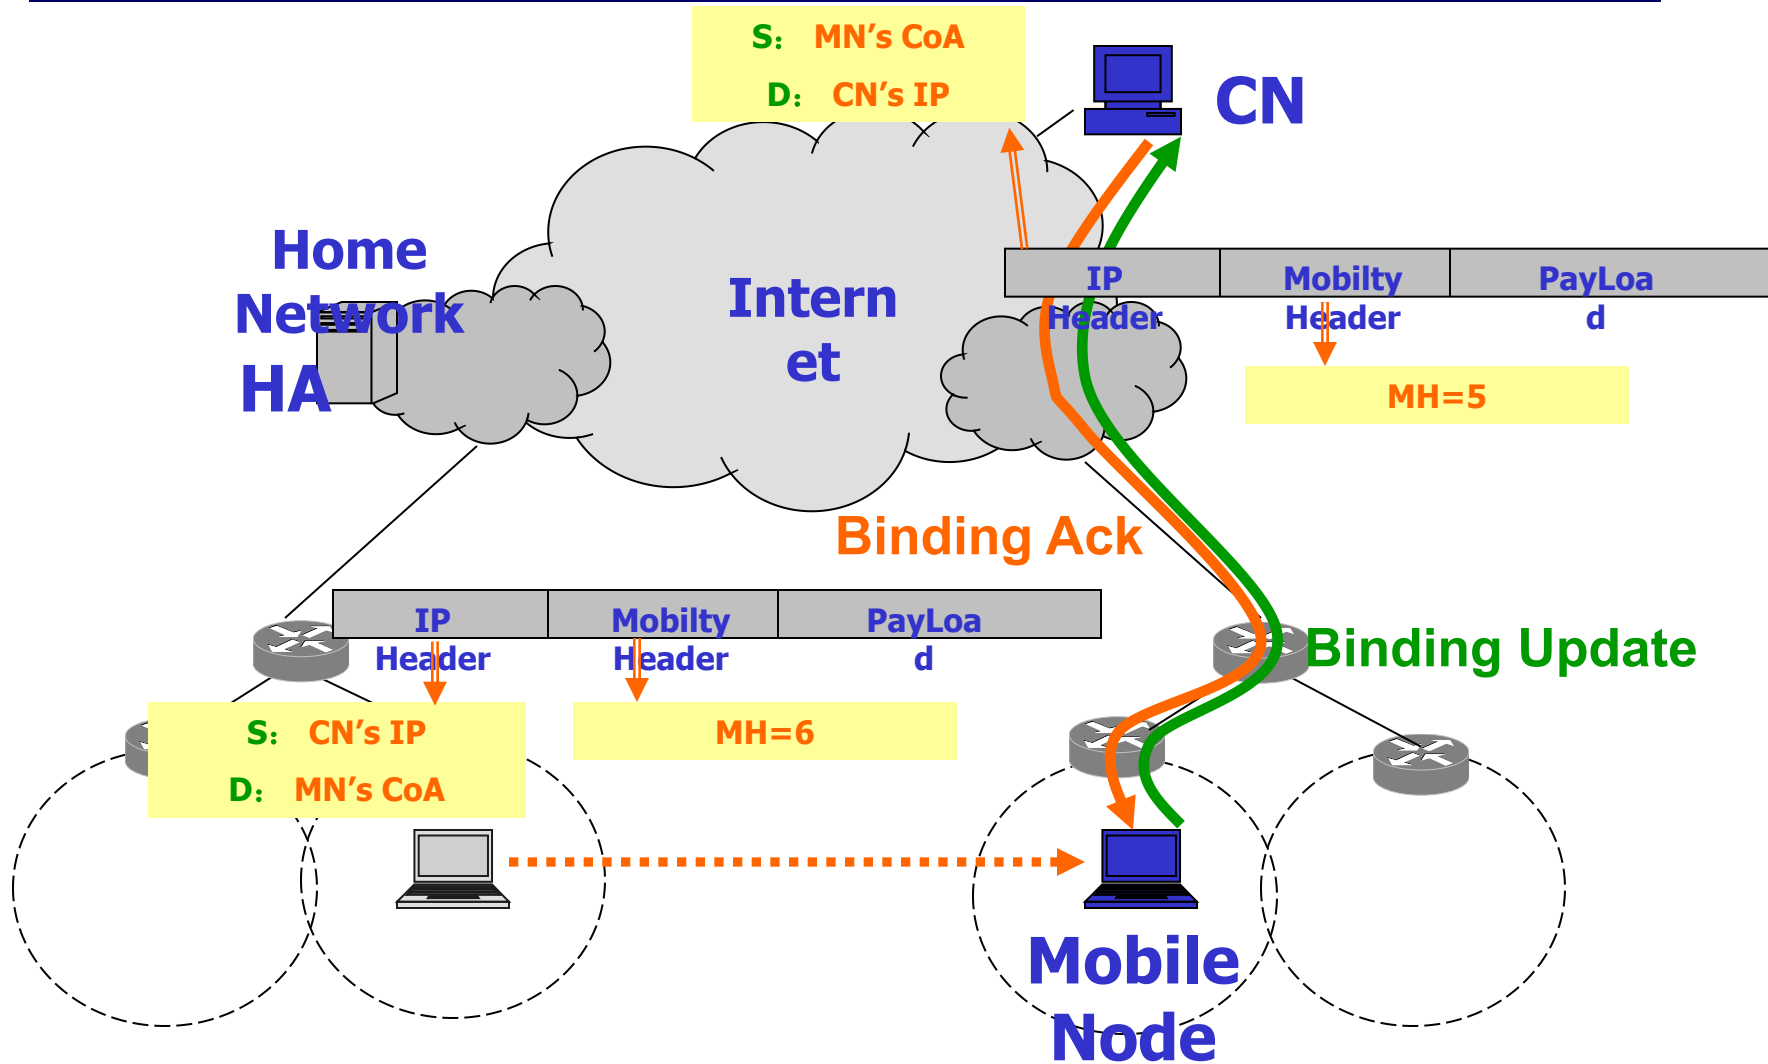 S： MN’s CoA
D： CN’s IP
CN
Home
Network
HA
Intern
et
IP
Header
Mobilty
Header
PayLoa
d
MH=5
Binding Ack
IP
Header
Mobilty
Header
PayLoa
d
Binding Update
S： CN’s IP
D： MN’s CoA
MH=6
Mobile
Node